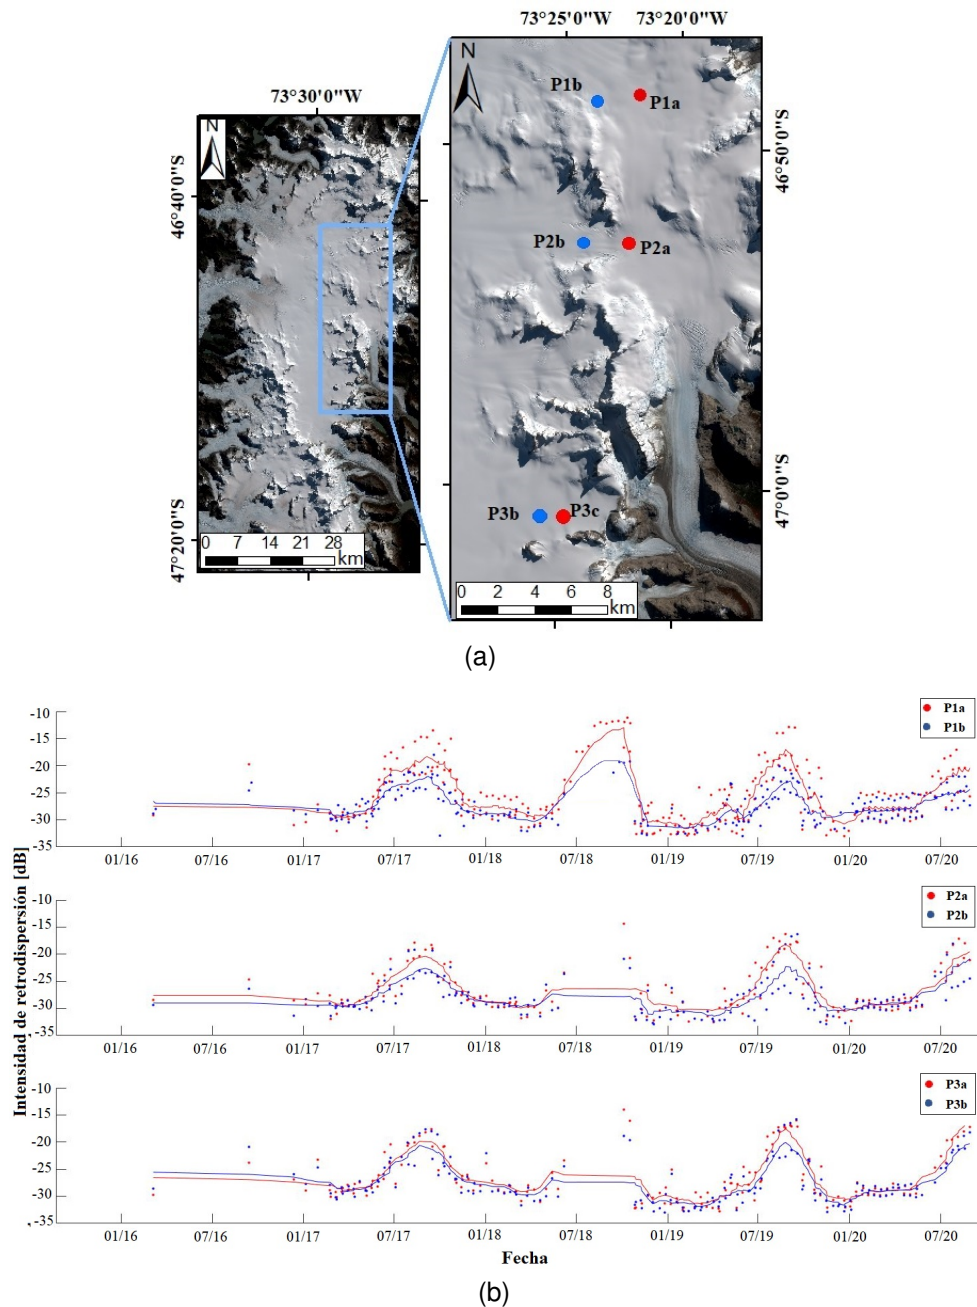 73°25'0"W 73°20'0"W
73°30'0"W
N
N
P1b
P1a
46°50'0"S
46°40'0"S
P2b
P2a
P3b
P3c
47°0'0"S
47°20'0"S
0 7 14 21 28
km
0 2 4 6 8
km
(a)
Intensidad de retrodispersión [dB]
-10
-15
-20
-25
-30
-35
P1a
P1b
01/16 07/16 01/17 07/17 01/18 07/18 01/19 07/19 01/20 07/20
-10
-15
-20
-25
-30
-35
P2a
P2b
01/16 07/16 01/17 07/17 01/18 07/18 01/19 07/19 01/20 07/20
-10
-15
-20
-25
-30
-35
P3a
P3b
01/16 07/16 01/17 07/17 01/18 07/18 01/19 07/19 01/20 07/20
Fecha
(b)